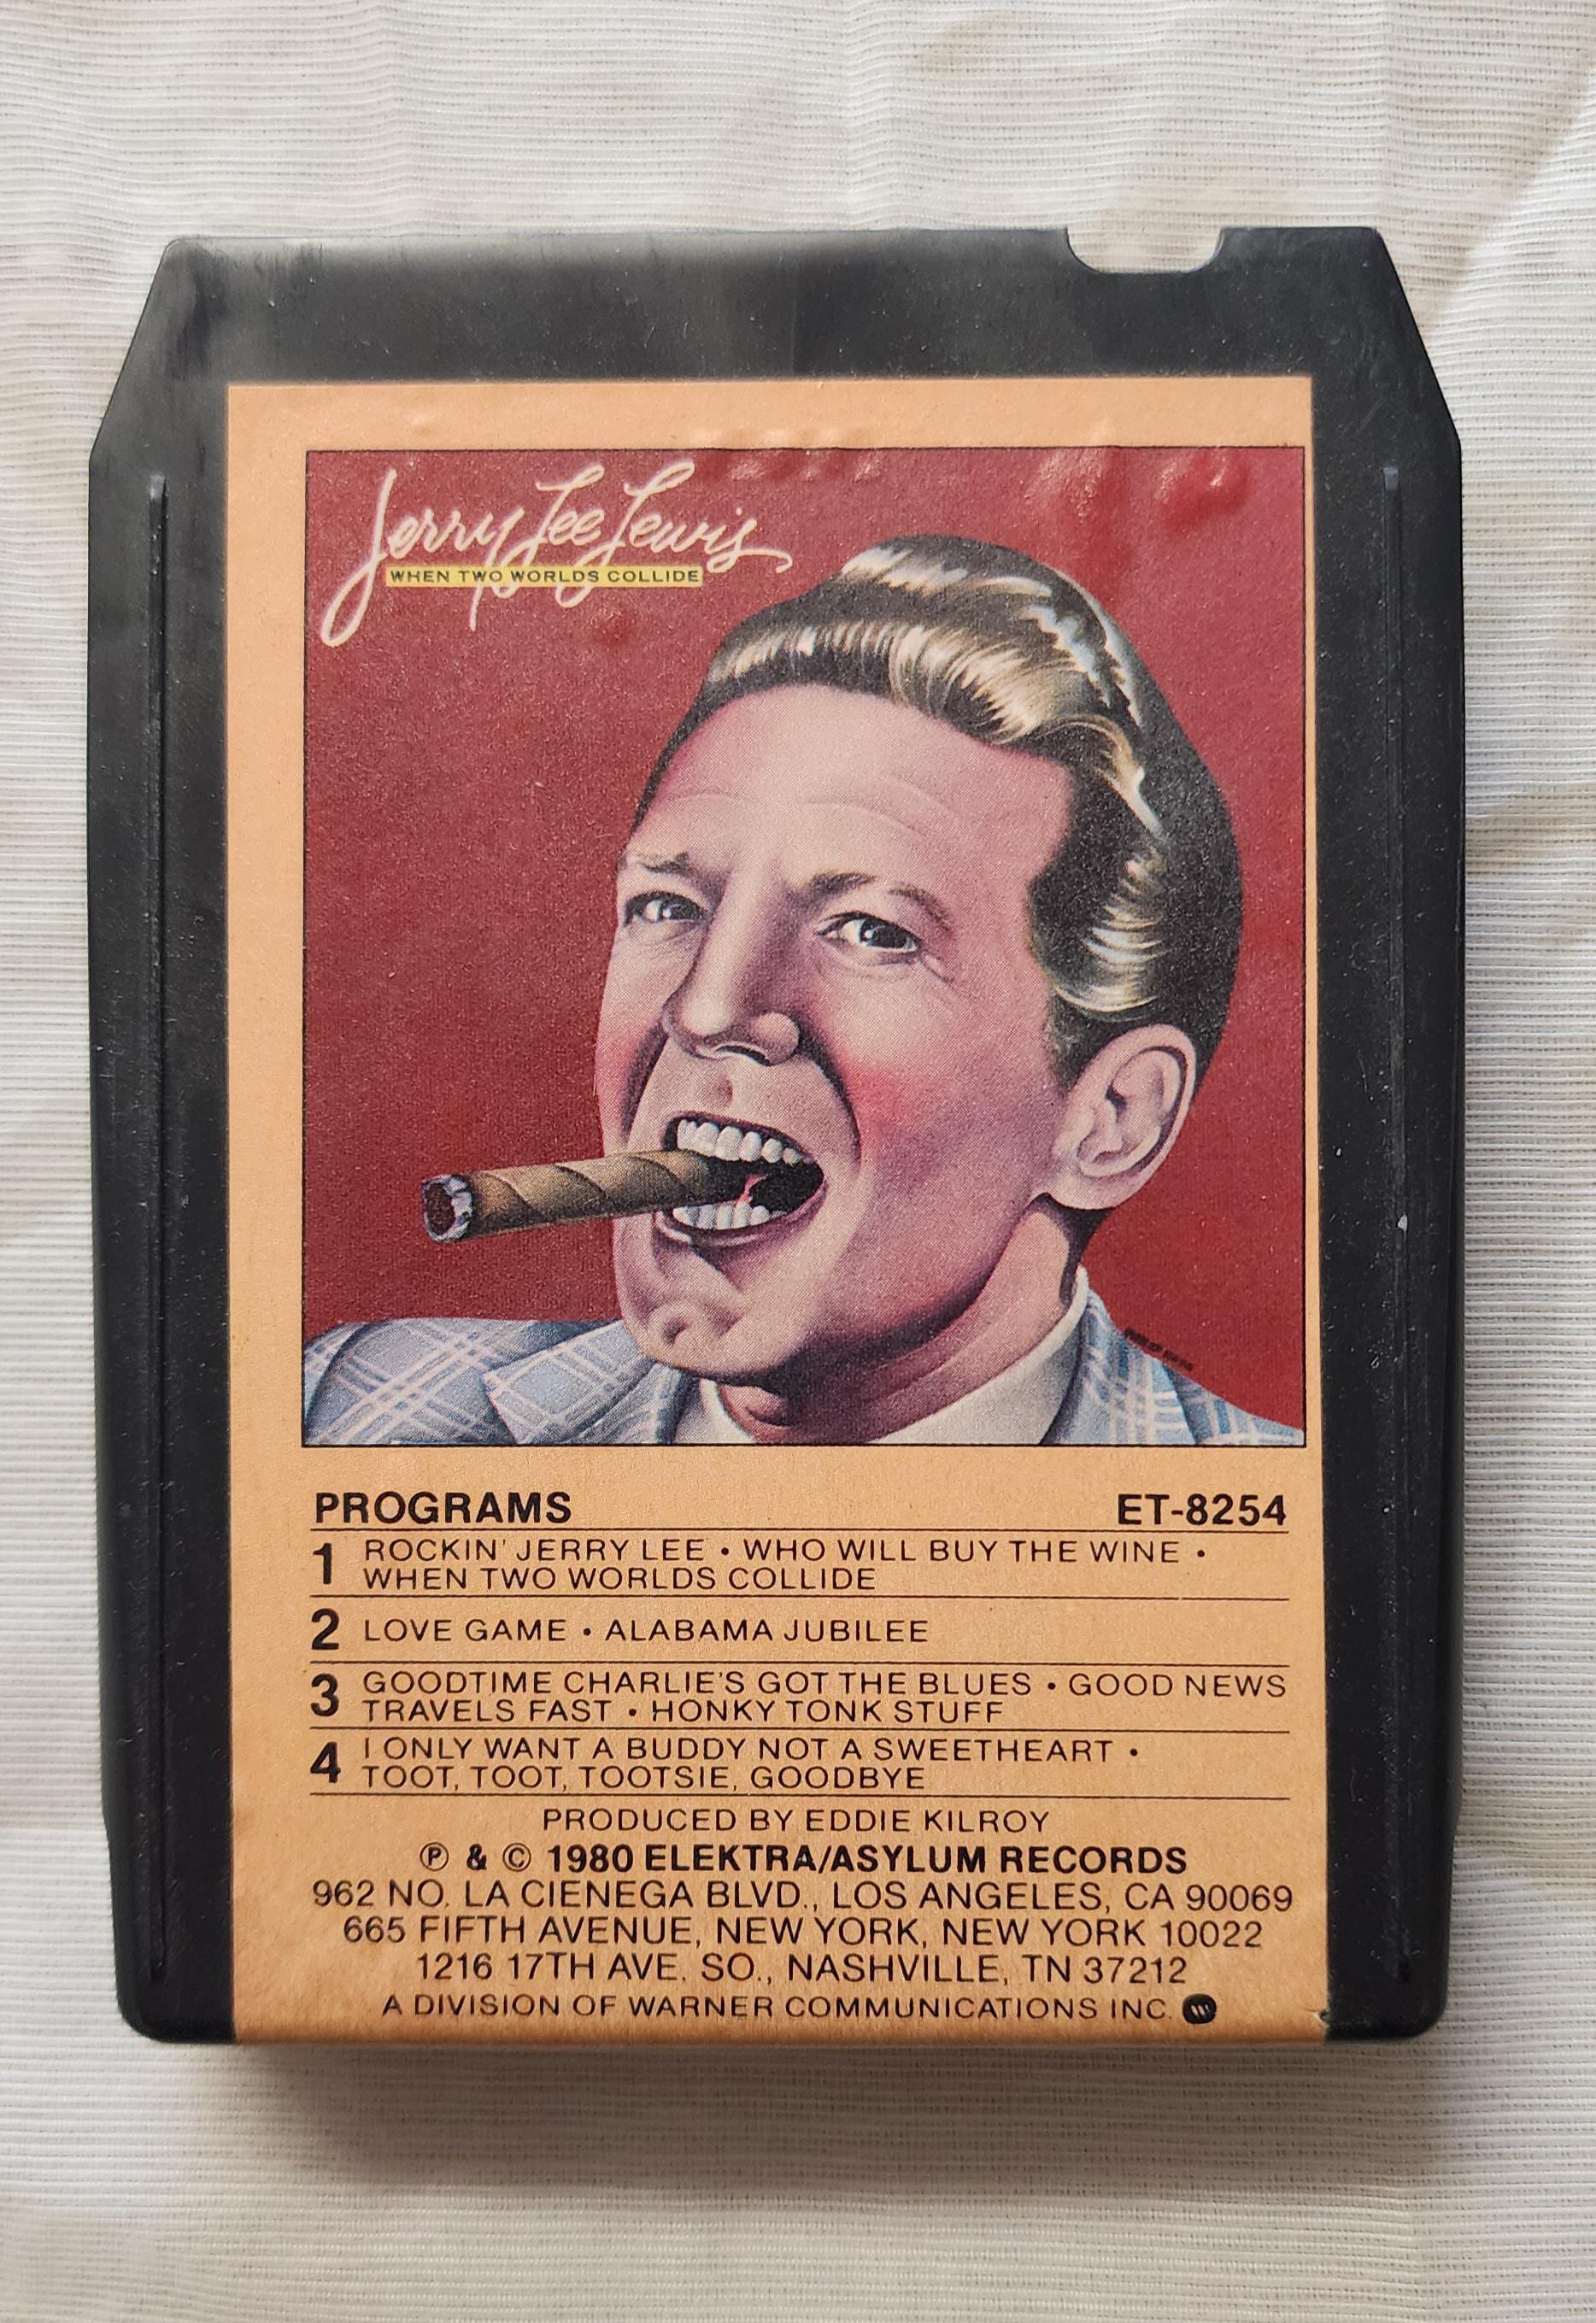 Jerry Lee Lewis
WHEN TWO WORLDS COLLIDE
PROGRAMS ET-8254
1 ROCKIN' JERRY LEE • WHO WILL BUY THE WINE •
WHEN TWO WORLDS COLLIDE
2 LOVE GAME • ALABAMA JUBILEE
3 GOODTIME CHARLIE'S GOT THE BLUES • GOOD NEWS
TRAVELS FAST • HONKY TONK STUFF
4 I ONLY WANT A BUDDY NOT A SWEETHEART •
TOOT, TOOT, TOOTSIE, GOODBYE
PRODUCED BY EDDIE KILROY
℗ & © 1980 ELEKTRA/ASYLUM RECORDS
962 NO. LA CIENEGA BLVD., LOS ANGELES, CA 90069
665 FIFTH AVENUE, NEW YORK, NEW YORK 10022
1216 17TH AVE. SO., NASHVILLE, TN 37212
A DIVISION OF WARNER COMMUNICATIONS INC.